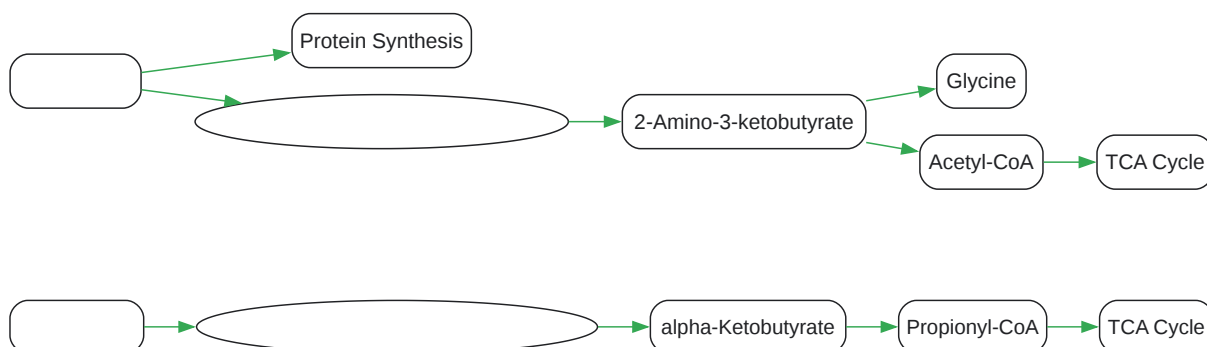 Protein Synthesis
Glycine
2-Amino-3-ketobutyrate
Acetyl-CoA
TCA Cycle
alpha-Ketobutyrate
Propionyl-CoA
TCA Cycle